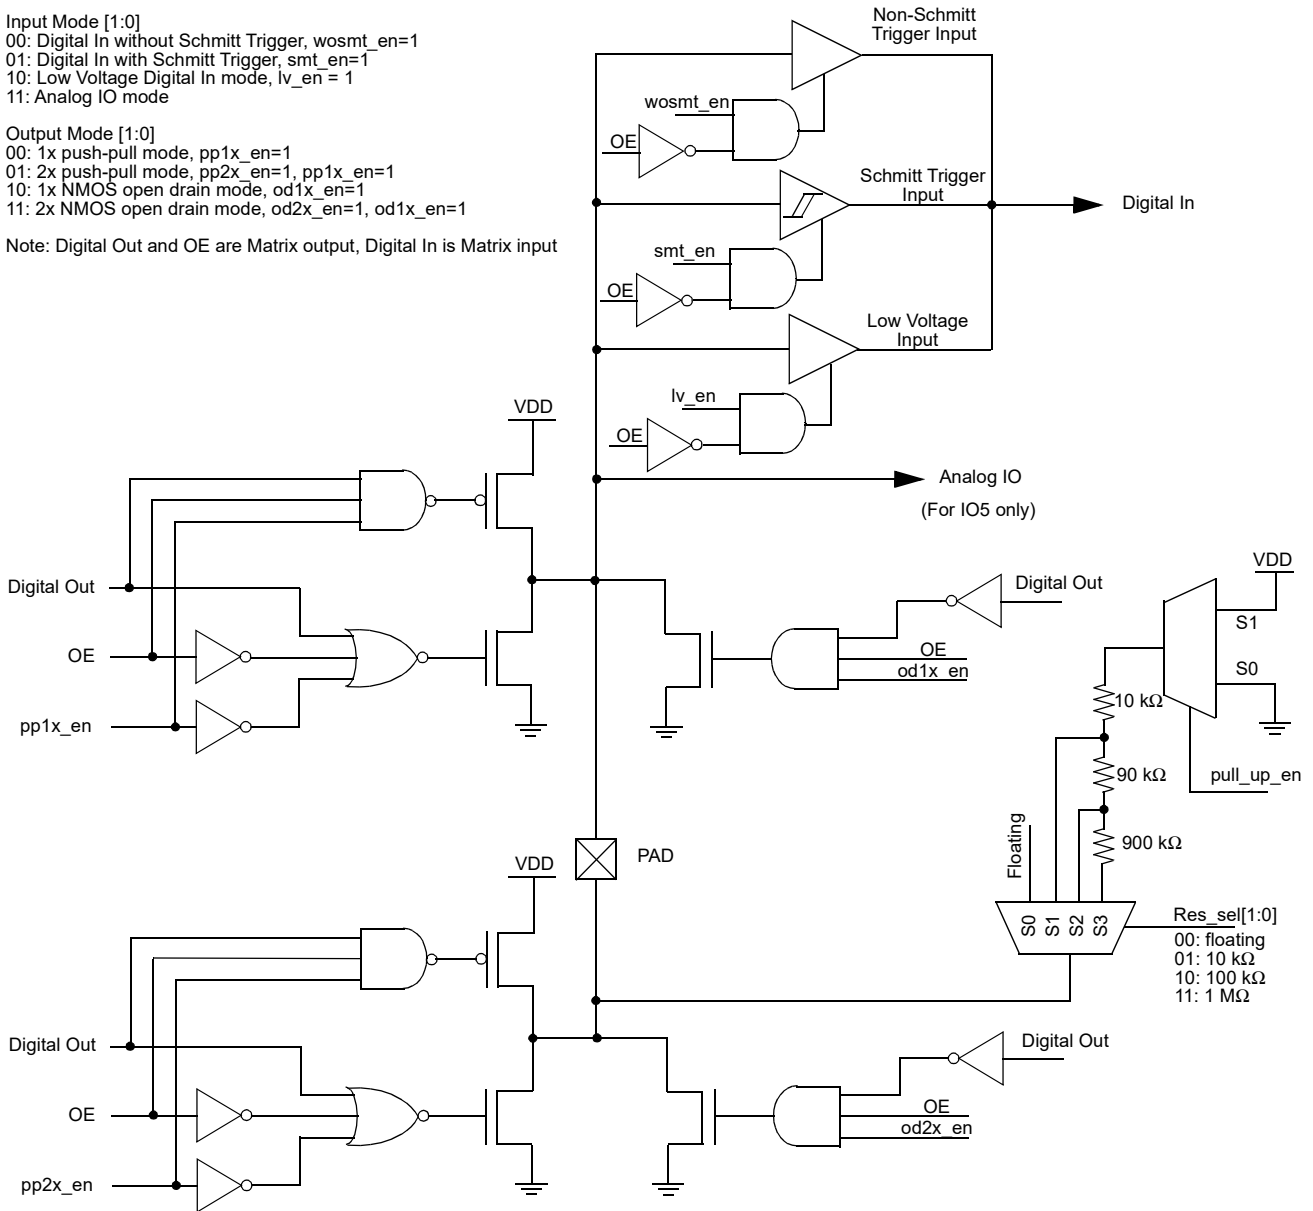 Input Mode [1:0]
00: Digital In without Schmitt Trigger, wosmt_en=1
01: Digital In with Schmitt Trigger, smt_en=1
10: Low Voltage Digital In mode, lv_en = 1
11: Analog IO mode
Output Mode [1:0]
00: 1x push-pull mode, pp1x_en=1
01: 2x push-pull mode, pp2x_en=1, pp1x_en=1
10: 1x NMOS open drain mode, od1x_en=1
11: 2x NMOS open drain mode, od2x_en=1, od1x_en=1
Note: Digital Out and OE are Matrix output, Digital In is Matrix input
Non-Schmitt
Trigger Input
wosmt_en
OE
Schmitt Trigger
Input
Digital In
smt_en
OE
Low Voltage
Input
lv_en
OE
VDD
Analog IO
(For IO5 only)
Digital Out
OE
pp1x_en
Digital Out
OE
od1x_en
VDD
S1
S0
10 kΩ
90 kΩ
pull_up_en
900 kΩ
Floating
S0
S1
S2
S3
Res_sel[1:0]
00: floating
01: 10 kΩ
10: 100 kΩ
11: 1 MΩ
PAD
VDD
Digital Out
OE
pp2x_en
Digital Out
OE
od2x_en